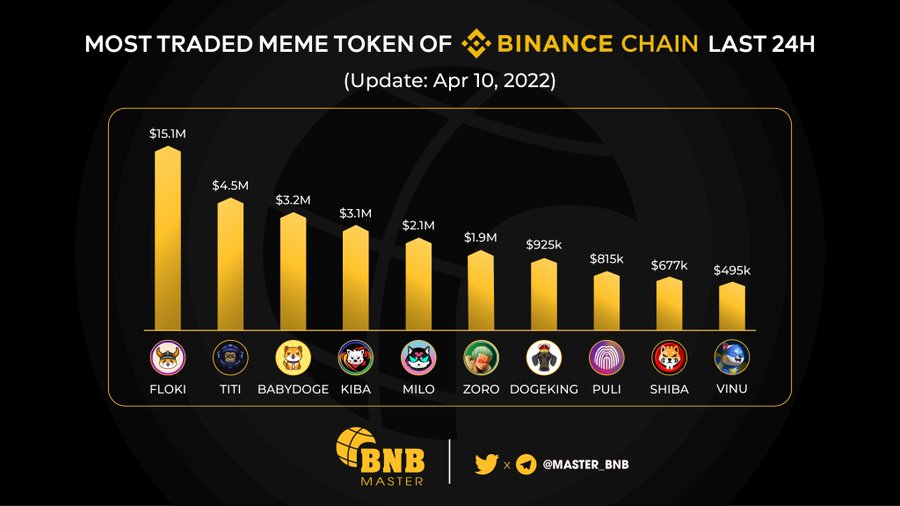 MOST TRADED MEME TOKEN OF BINANCE CHAIN LAST 24H
(Update: Apr 10, 2022)
$15.1M
$4.5M
$3.2M
$3.1M
$2.1M
$1.9M
$925k
$815k
$677k
$495k
FLOKI TITI BABYDOGE KIBA MILO ZORO DOGEKING PULI SHIBA VINU
BNB
MASTER
x @MASTER_BNB